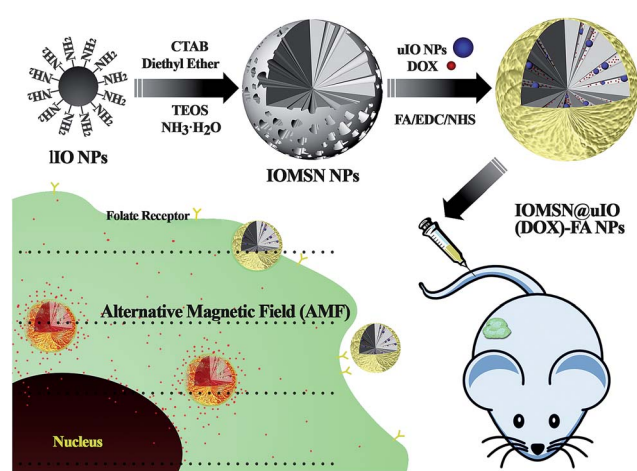 NH2
NH2
NH2
NH2
NH2
NH2
NH2
NH2
NH2
NH2
NH2
NH2
IIO NPs
CTAB
Diethyl Ether
TEOS
NH3·H2O
IOMSN NPs
uIO NPs
DOX
FA/EDC/NHS
IOMSN@uIO
(DOX)-FA NPs
Folate Receptor
Alternative Magnetic Field (AMF)
Nucleus